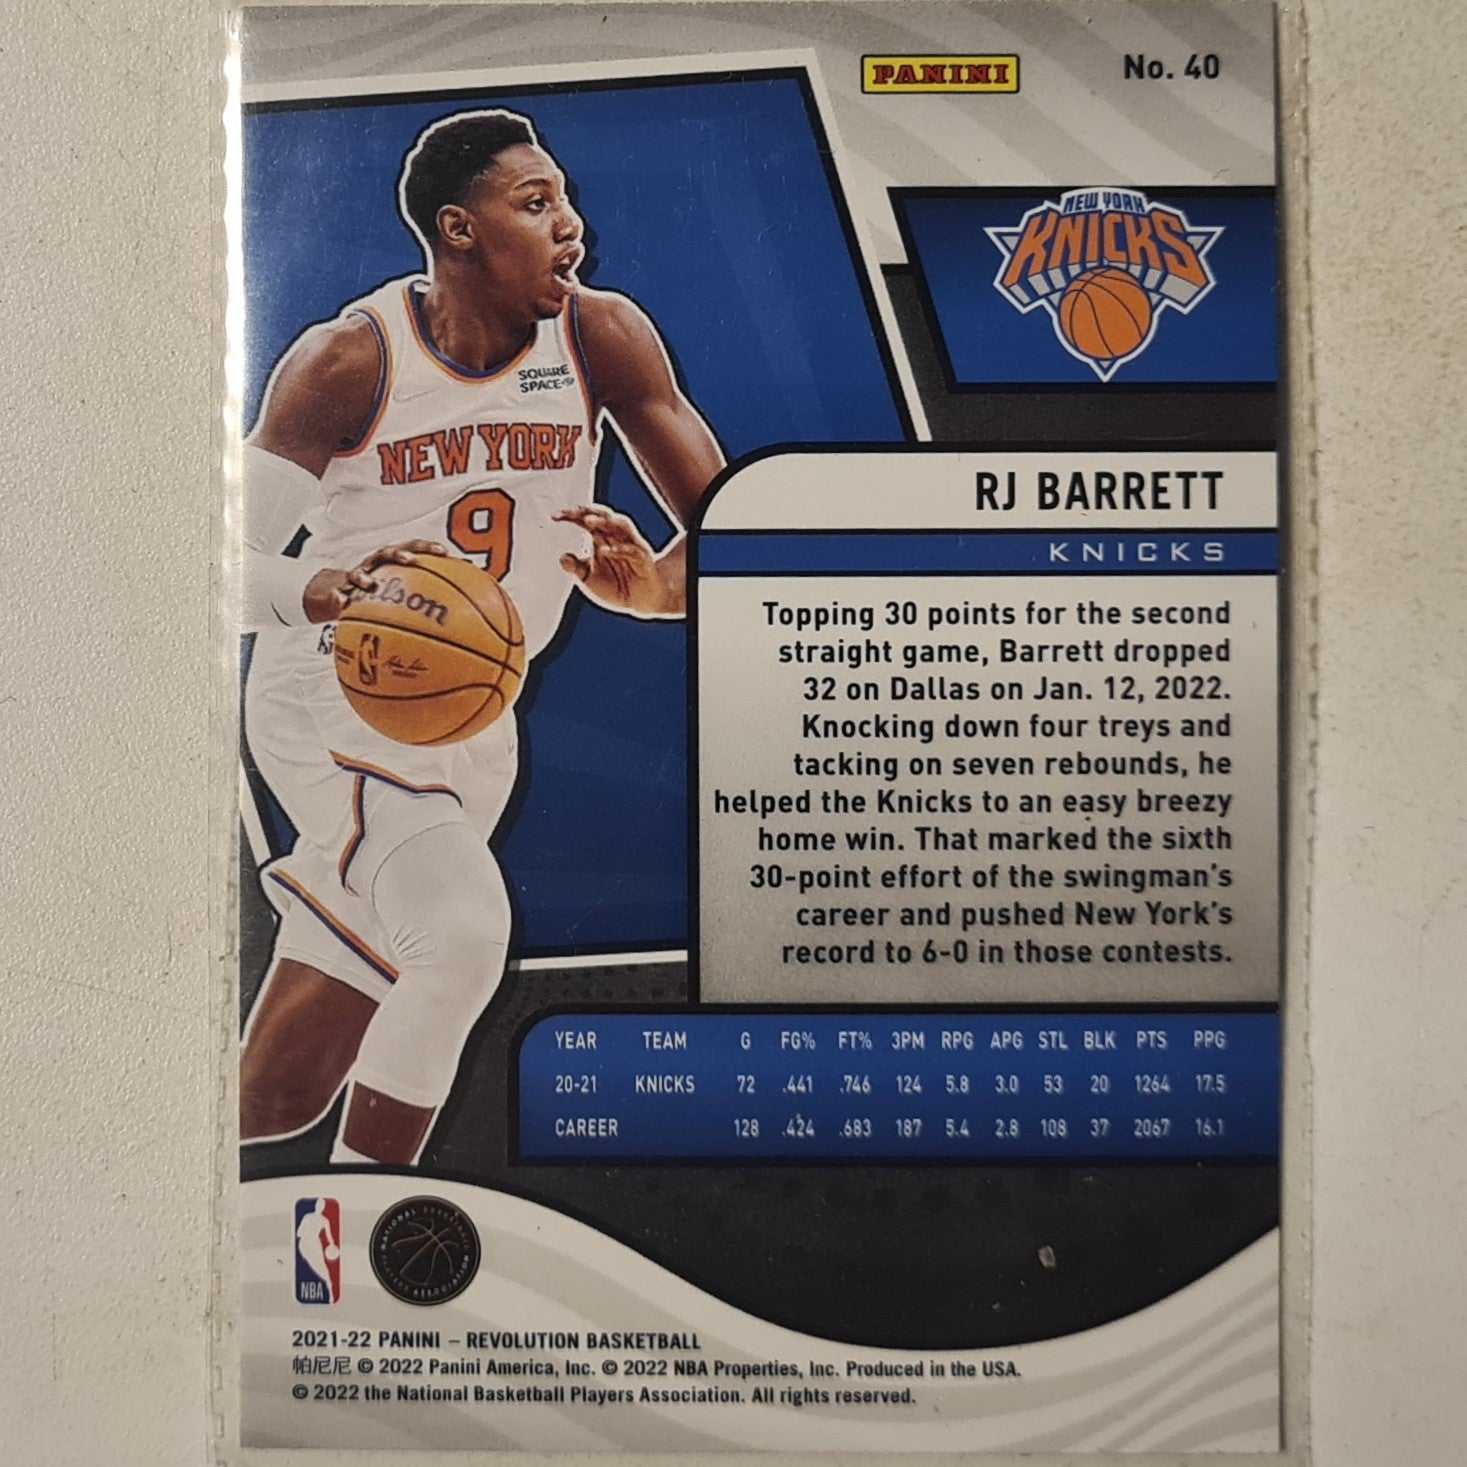 PANINI
No. 40
NEW YORK
KNICKS
SQUARE
SPACE
NEW YORK
9
Wilson
RJ BARRETT
KNICKS
Topping 30 points for the second
straight game, Barrett dropped
32 on Dallas on Jan. 12, 2022.
Knocking down four treys and
tacking on seven rebounds, he
helped the Knicks to an easy breezy
home win. That marked the sixth
30-point effort of the swingman's
career and pushed New York's
record to 6-0 in those contests.
YEAR TEAM G FG% FT% 3PM RPG APG STL BLK PTS PPG
20-21 KNICKS 72 .441 .746 124 5.8 3.0 53 20 1264 17.5
CAREER 128 .424 .683 187 5.4 2.8 108 37 2067 16.1
NBA
NATIONAL BASKETBALL
PLAYERS ASSOCIATION
2021-22 PANINI – REVOLUTION BASKETBALL
帕尼尼 © 2022 Panini America, Inc. © 2022 NBA Properties, Inc. Produced in the USA.
© 2022 the National Basketball Players Association. All rights reserved.